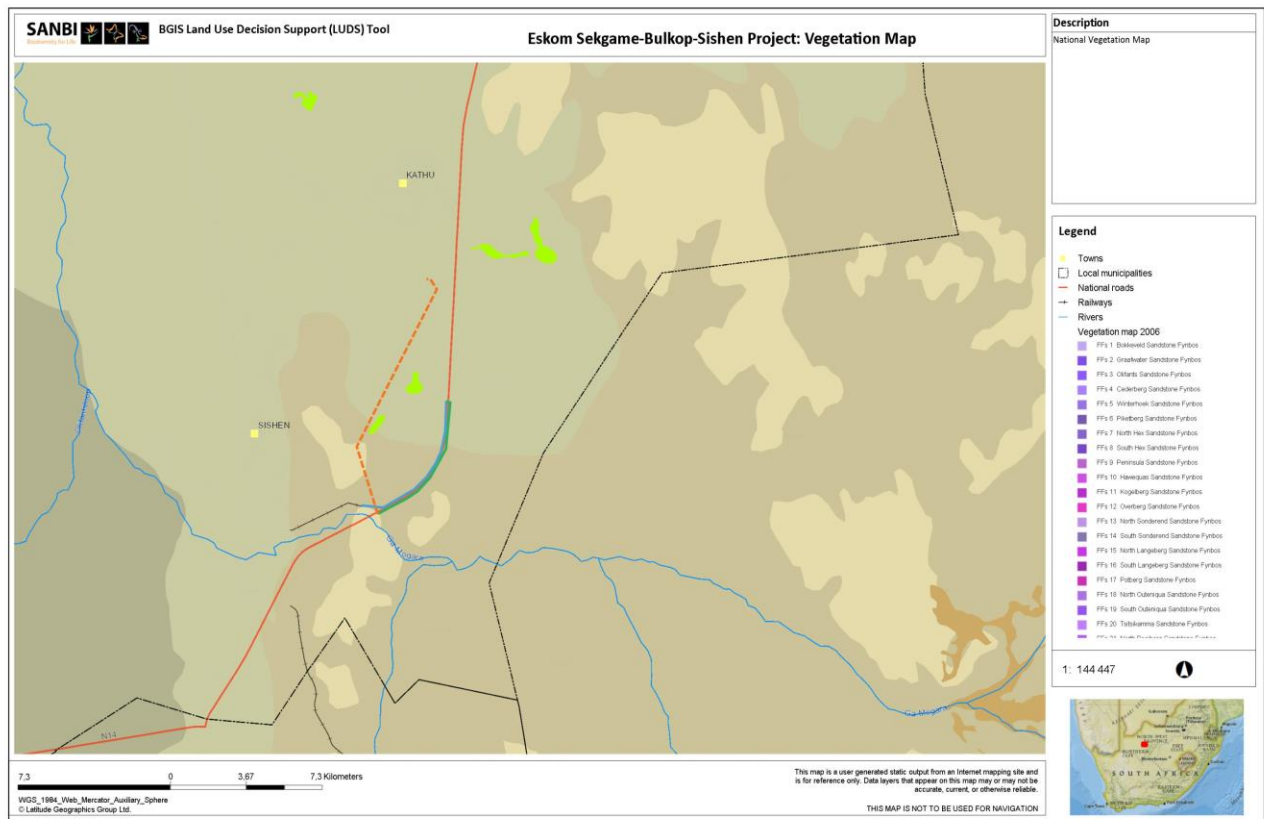 SANBI
Biodiversity for Life
BGIS Land Use Decision Support (LUDS) Tool
Eskom Sekgame-Bulkop-Sishen Project: Vegetation Map
Description
National Vegetation Map
KATHU
SISHEN
Ga-Mogara
Ga-Mogara
N14
Legend
Towns
Local municipalities
National roads
Railways
Rivers
Vegetation map 2006
FFs 1 Bokkeveld Sandstone Fynbos
FFs 2 Graafwater Sandstone Fynbos
FFs 3 Olifants Sandstone Fynbos
FFs 4 Cederberg Sandstone Fynbos
FFs 5 Winterhoek Sandstone Fynbos
FFs 6 Piketberg Sandstone Fynbos
FFs 7 North Hex Sandstone Fynbos
FFs 8 South Hex Sandstone Fynbos
FFs 9 Peninsula Sandstone Fynbos
FFs 10 Hawequas Sandstone Fynbos
FFs 11 Kogelberg Sandstone Fynbos
FFs 12 Overberg Sandstone Fynbos
FFs 13 North Sonderend Sandstone Fynbos
FFs 14 South Sonderend Sandstone Fynbos
FFs 15 North Langeberg Sandstone Fynbos
FFs 16 South Langeberg Sandstone Fynbos
FFs 17 Potberg Sandstone Fynbos
FFs 18 North Outeniqua Sandstone Fynbos
FFs 19 South Outeniqua Sandstone Fynbos
FFs 20 Tsitsikamma Sandstone Fynbos
1: 144 447
SOUTH AFRICA
7,3
0
3,67
7,3 Kilometers
WGS_1984_Web_Mercator_Auxiliary_Sphere
© Latitude Geographics Group Ltd.
This map is a user generated static output from an Internet mapping site and
is for reference only. Data layers that appear on this map may or may not be
accurate, current, or otherwise reliable.
THIS MAP IS NOT TO BE USED FOR NAVIGATION